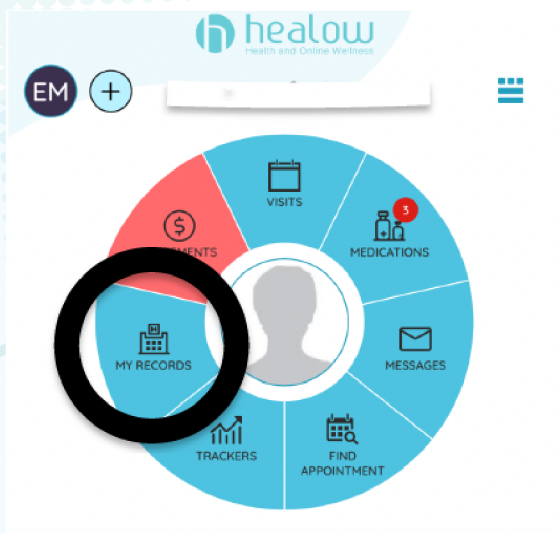 healow
Health and Online Wellness
EM
VISITS
3
MEDICATIONS
MY RECORDS
MESSAGES
TRACKERS
FIND
APPOINTMENT